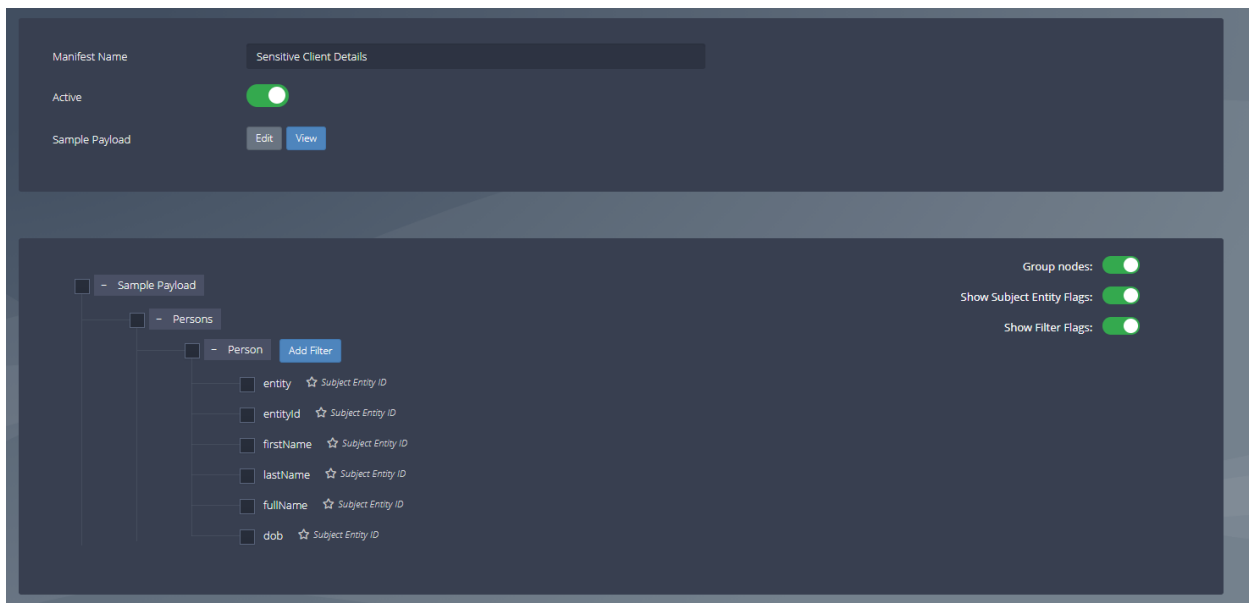 Manifest Name
Sensitive Client Details
Active
Sample Payload
Edit
View
Group nodes:
Show Subject Entity Flags:
Show Filter Flags:
− Sample Payload
− Persons
− Person
Add Filter
entity ☆ Subject Entity ID
entityId ☆ Subject Entity ID
firstName ☆ Subject Entity ID
lastName ☆ Subject Entity ID
fullName ☆ Subject Entity ID
dob ☆ Subject Entity ID